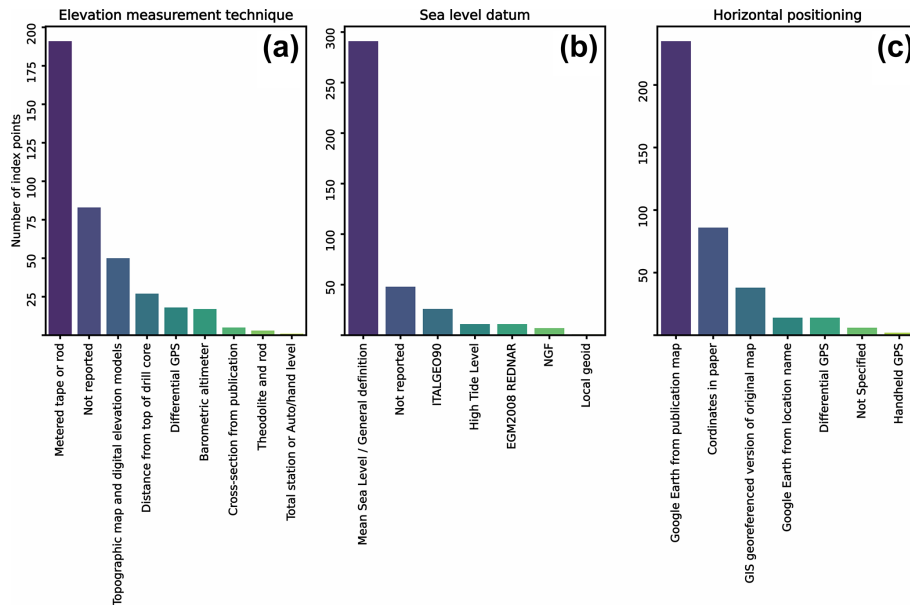 Elevation measurement technique
(a)
Number of index points
200
175
150
125
100
75
50
25
Metered tape or rod
Not reported
Topographic map and digital elevation models
Distance from top of drill core
Differential GPS
Barometric altimeter
Cross-section from publication
Theodolite and rod
Total station or Auto/hand level
Sea level datum
(b)
300
250
200
150
100
50
Mean Sea Level / General definition
Not reported
ITALGEO90
High Tide Level
EGM2008 REDNAR
NGF
Local geoid
Horizontal positioning
(c)
200
150
100
50
Google Earth from publication map
Cordinates in paper
GIS georeferenced version of original map
Google Earth from location name
Differential GPS
Not Specified
Handheld GPS